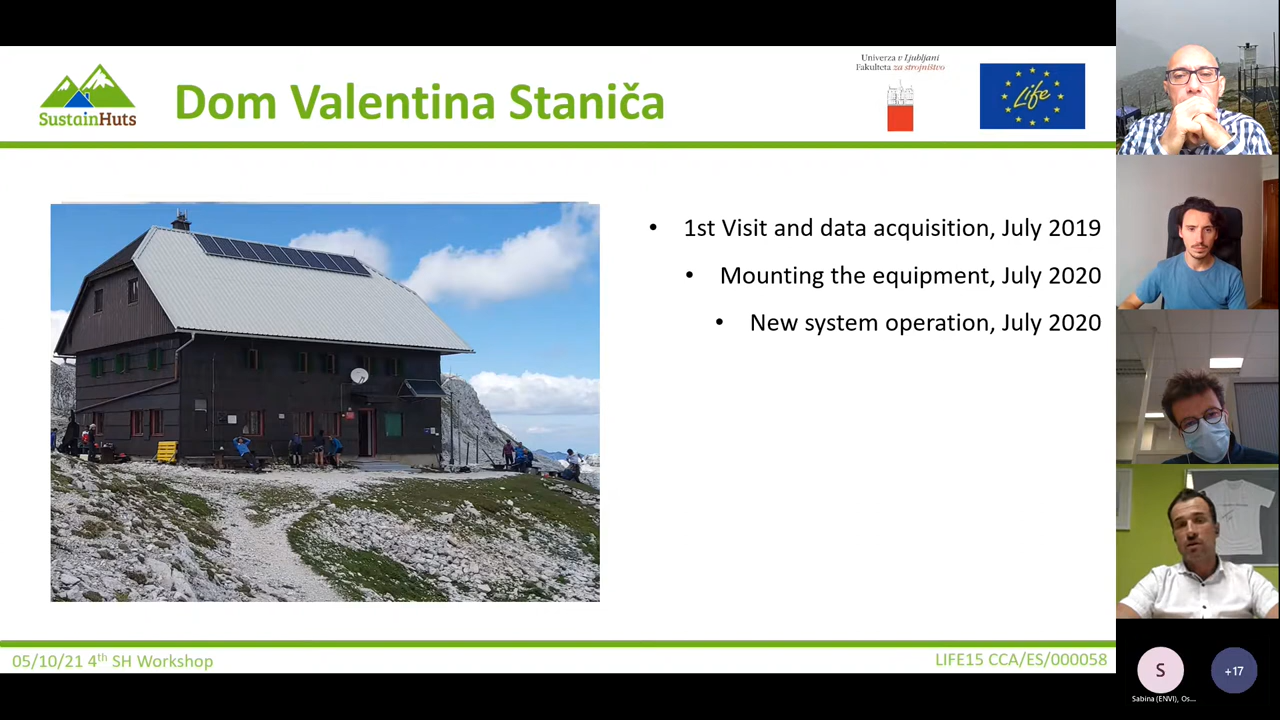 SustainHuts
Dom Valentina Staniča
Univerza v Ljubljani
Fakulteta za strojništvo
Life
• 1st Visit and data acquisition, July 2019
• Mounting the equipment, July 2020
• New system operation, July 2020
05/10/21 4th SH Workshop
LIFE15 CCA/ES/000058
S
+17
Sabina (ENVI), Os...